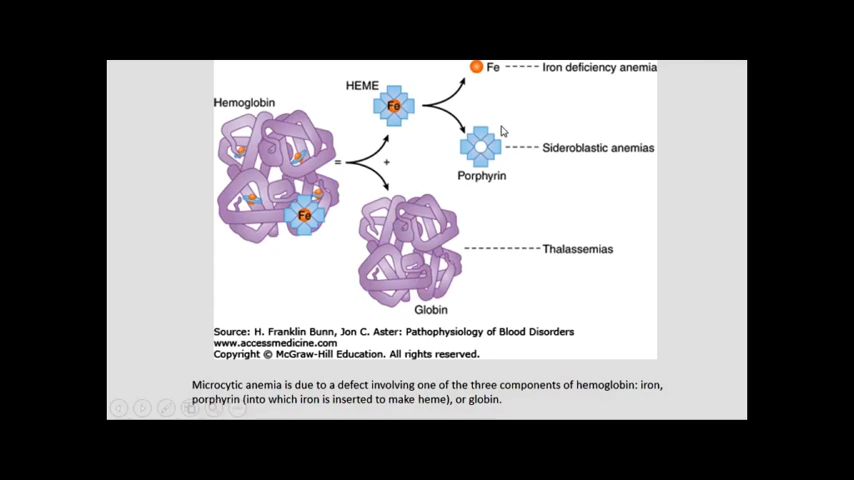 Fe
Iron deficiency anemia
HEME
Fe
Hemoglobin
Sideroblastic anemias
=
+
Porphyrin
Fe
Thalassemias
Globin
Source: H. Franklin Bunn, Jon C. Aster: Pathophysiology of Blood Disorders
www.accessmedicine.com
Copyright © McGraw-Hill Education. All rights reserved.
Microcytic anemia is due to a defect involving one of the three components of hemoglobin: iron,
porphyrin (into which iron is inserted to make heme), or globin.